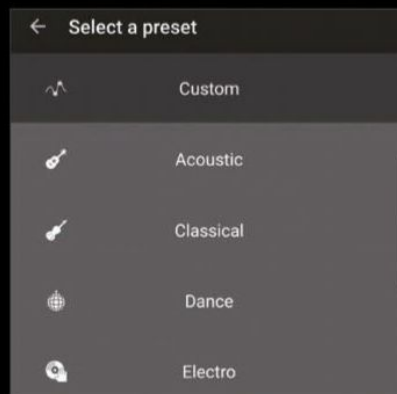 Select a preset
Custom
Acoustic
Classical
Dance
Electro